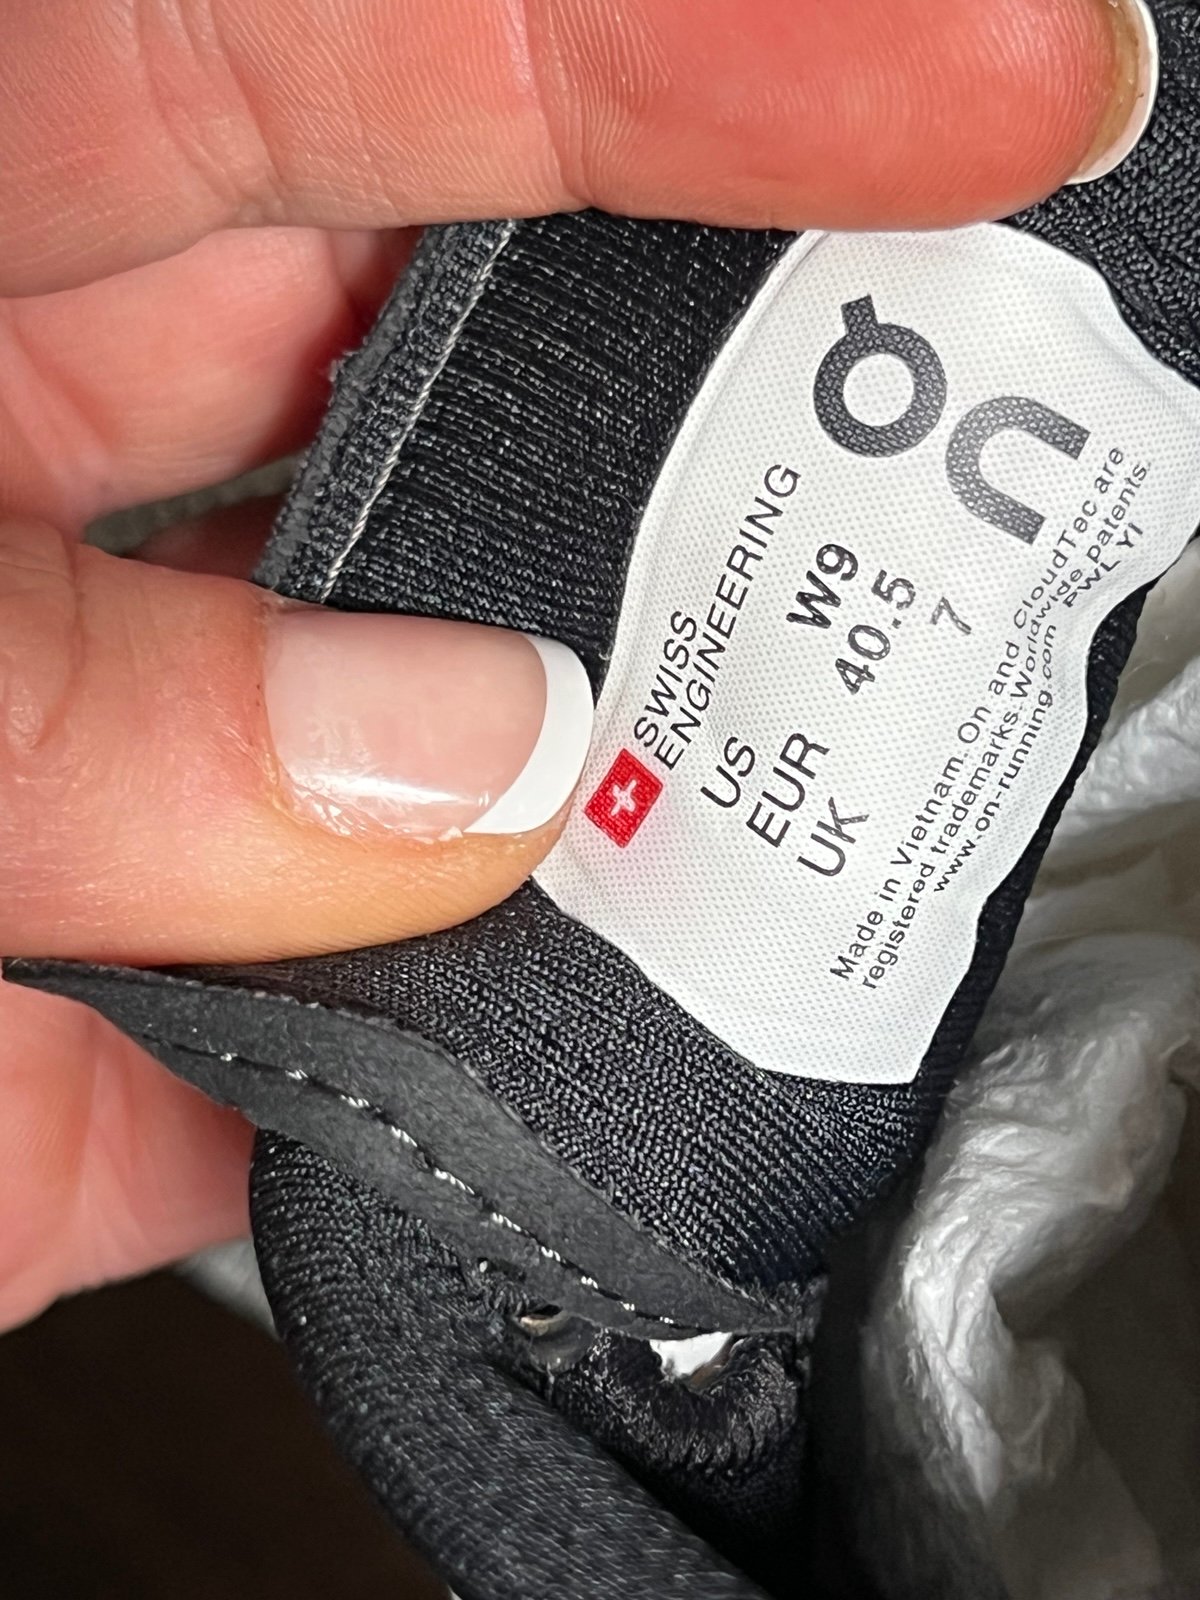 On
SWISS
ENGINEERING
US W9
EUR 40.5
UK 7
Made in Vietnam. On and CloudTec are
registered trademarks. Worldwide Patents.
www.on-running.com PWL YI